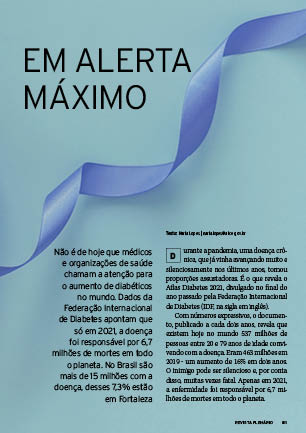 EM ALERTA
MÁXIMO
Texto: Maria Lopes |
Não é de hoje que médicos
e organizações de saúde
chamam a atenção para
o aumento de diabéticos
no mundo. Dados da
Federação Internacional
de Diabetes apontam que
só em 2021, a doença
foi responsável por 6,7
milhões de mortes em todo
o planeta. No Brasil são
mais de 15 milhões com a
doença, desses 7,3% estão
em Fortaleza
Durante a pandemia, uma doença crô-
nica, que já vinha avançando muito e
silenciosamente nos últimos anos, tomou
proporções assustadoras. É o que revela o
Atlas Diabetes 2021, divulgado no final do
ano passado pela Federação Internacional
de Diabetes (IDF, na sigla em inglês).
Com números expressivos, o documen-
to, publicado a cada dois anos, revela que
existem hoje no mundo 537 milhões de
pessoas entre 20 e 79 anos de idade convi-
vendo com a doença. Eram 463 milhões em
2019 - um aumento de 16% em dois anos.
O inimigo pode ser silencioso e, por conta
disso, muitas vezes fatal. Apenas em 2021,
a enfermidade foi responsável por 6,7 mi-
lhões de mortes em todo o planeta.
REVISTA PLENÁRIO 81